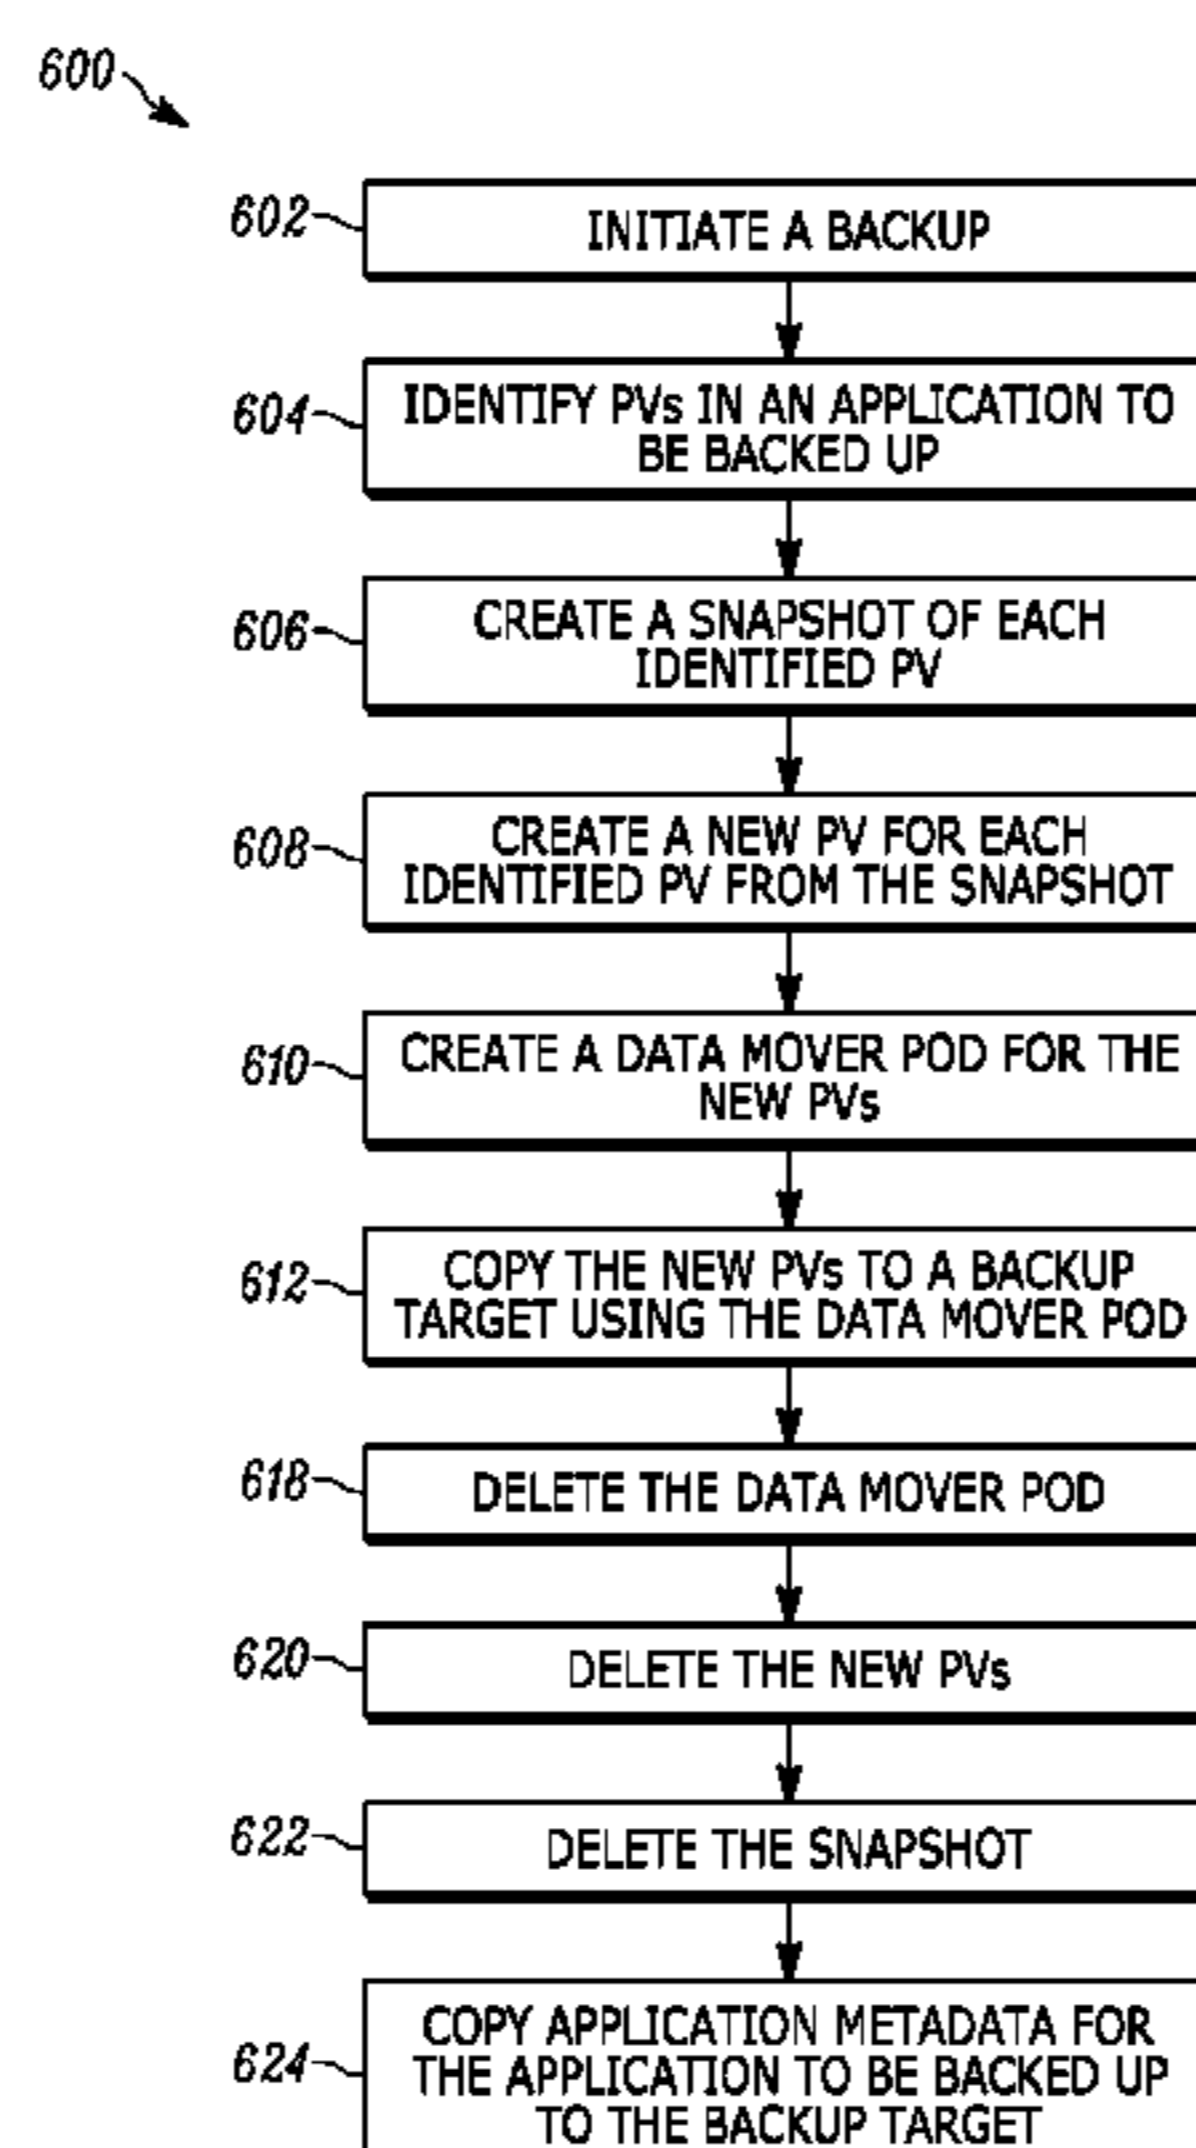 600
602
INITIATE A BACKUP
604
IDENTIFY PVs IN AN APPLICATION TO
BE BACKED UP
606
CREATE A SNAPSHOT OF EACH
IDENTIFIED PV
608
CREATE A NEW PV FOR EACH
IDENTIFIED PV FROM THE SNAPSHOT
610
CREATE A DATA MOVER POD FOR THE
NEW PVs
612
COPY THE NEW PVs TO A BACKUP
TARGET USING THE DATA MOVER POD
618
DELETE THE DATA MOVER POD
620
DELETE THE NEW PVs
622
DELETE THE SNAPSHOT
624
COPY APPLICATION METADATA FOR
THE APPLICATION TO BE BACKED UP
TO THE BACKUP TARGET